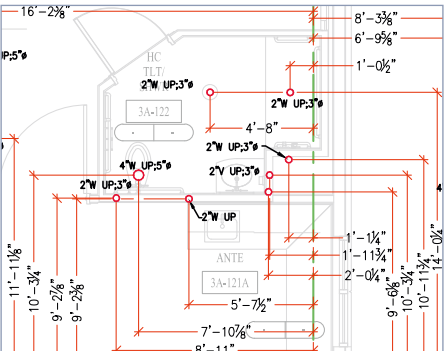 16'-2⅜"
8'-3⅜"
6'-9⅝"
HC
TLT/
1'-0½"
2"W UP;3"ø
2"W UP;3"ø
3A-122
4'-8"
2"W UP;3"ø
4"W UP;5"ø
2"V UP;3"ø
2"W UP;3"ø
2"W UP
1'-1¼"
ANTE
1'-11¾"
3A-121A
2'-0¼"
5'-7½"
7'-10⅞"
8'-11"
11'-11⅛"
10'-3¼"
9'-2⅞"
9'-2⅜"
9'-6⅛"
10'-3¼"
10'-11¾"
14'-0¼"